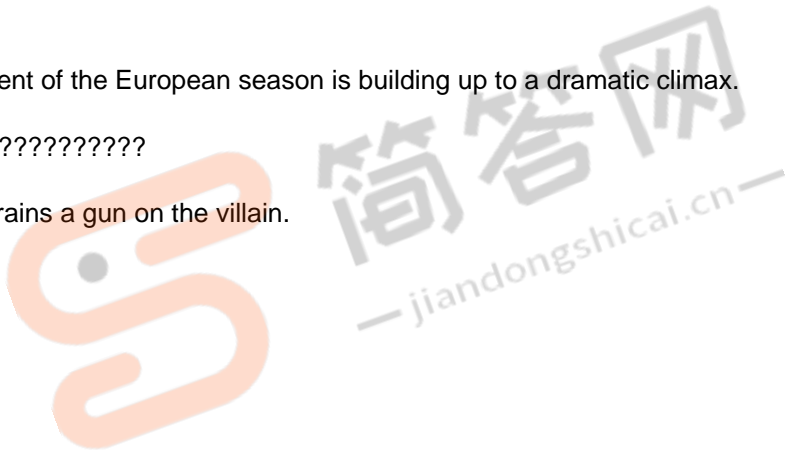 ent of the European season is building up to a dramatic climax.
??????????
rains a gun on the villain.
简答网
jiandongshicai.cn